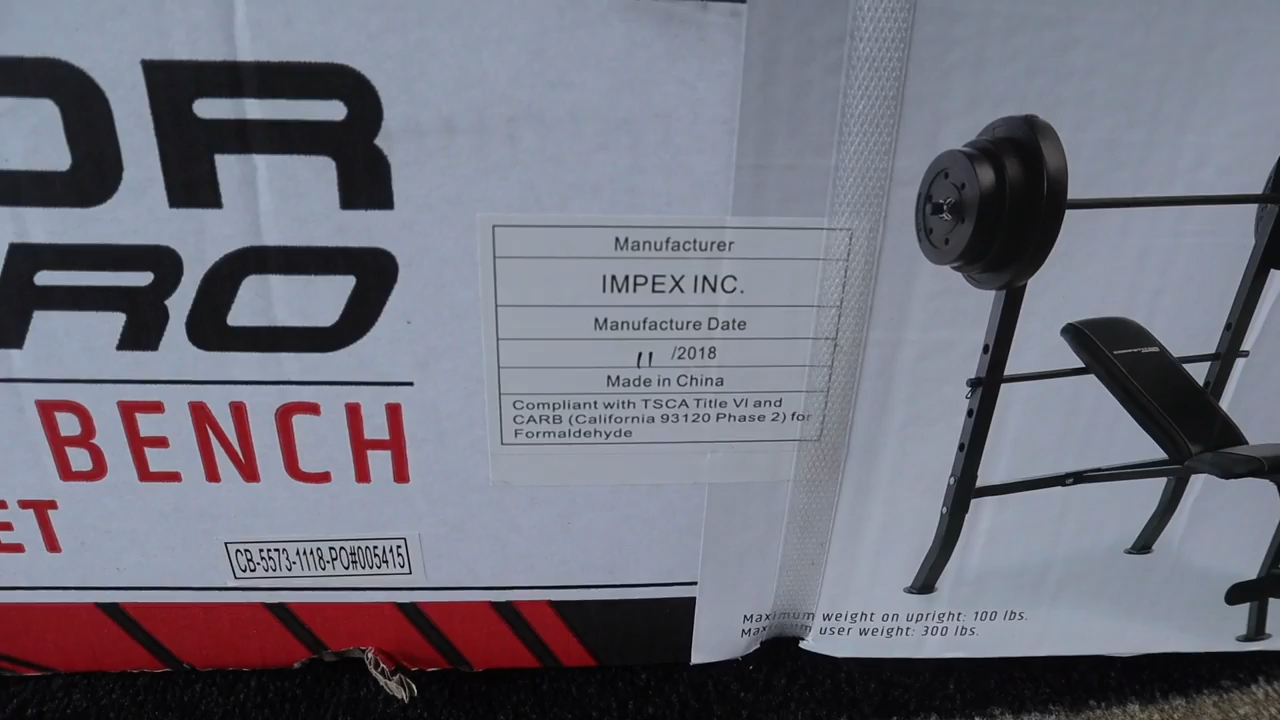 OR
RO
BENCH
ET
CB-5573-1118-PO#005415
Manufacturer
IMPEX INC.
Manufacture Date
11 /2018
Made in China
Compliant with TSCA Title VI and
CARB (California 93120 Phase 2) for
Formaldehyde
Maximum weight on upright: 100 lbs.
Maximum user weight: 300 lbs.